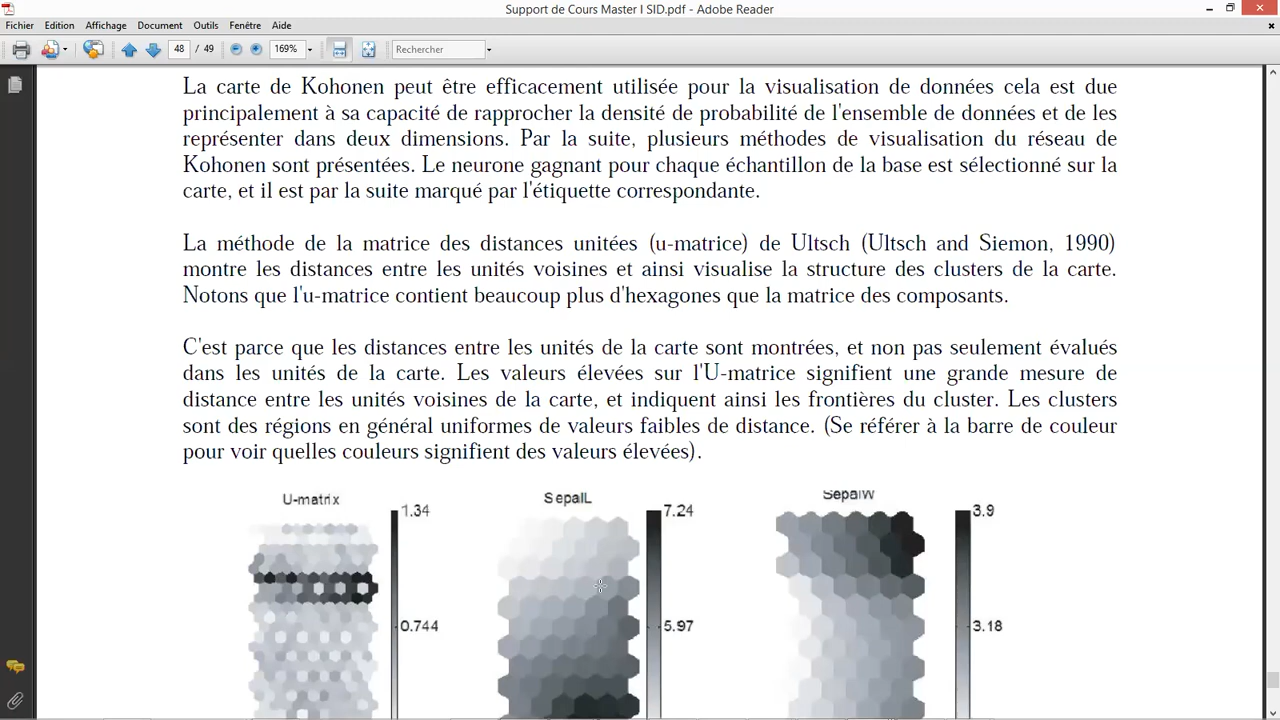 Support de Cours Master I SID.pdf - Adobe Reader
Fichier Edition Affichage Document Outils Fenêtre Aide
48 / 49 169% Rechercher
La carte de Kohonen peut être efficacement utilisée pour la visualisation de données cela est due
principalement à sa capacité de rapprocher la densité de probabilité de l'ensemble de données et de les
représenter dans deux dimensions. Par la suite, plusieurs méthodes de visualisation du réseau de
Kohonen sont présentées. Le neurone gagnant pour chaque échantillon de la base est sélectionné sur la
carte, et il est par la suite marqué par l'étiquette correspondante.
La méthode de la matrice des distances unitées (u-matrice) de Ultsch (Ultsch and Siemon, 1990)
montre les distances entre les unités voisines et ainsi visualise la structure des clusters de la carte.
Notons que l'u-matrice contient beaucoup plus d'hexagones que la matrice des composants.
C'est parce que les distances entre les unités de la carte sont montrées, et non pas seulement évalués
dans les unités de la carte. Les valeurs élevées sur l'U-matrice signifient une grande mesure de
distance entre les unités voisines de la carte, et indiquent ainsi les frontières du cluster. Les clusters
sont des régions en général uniformes de valeurs faibles de distance. (Se référer à la barre de couleur
pour voir quelles couleurs signifient des valeurs élevées).
U-matrix SepalL SepalW
1.34 7.24 3.9
0.744 5.97 3.18